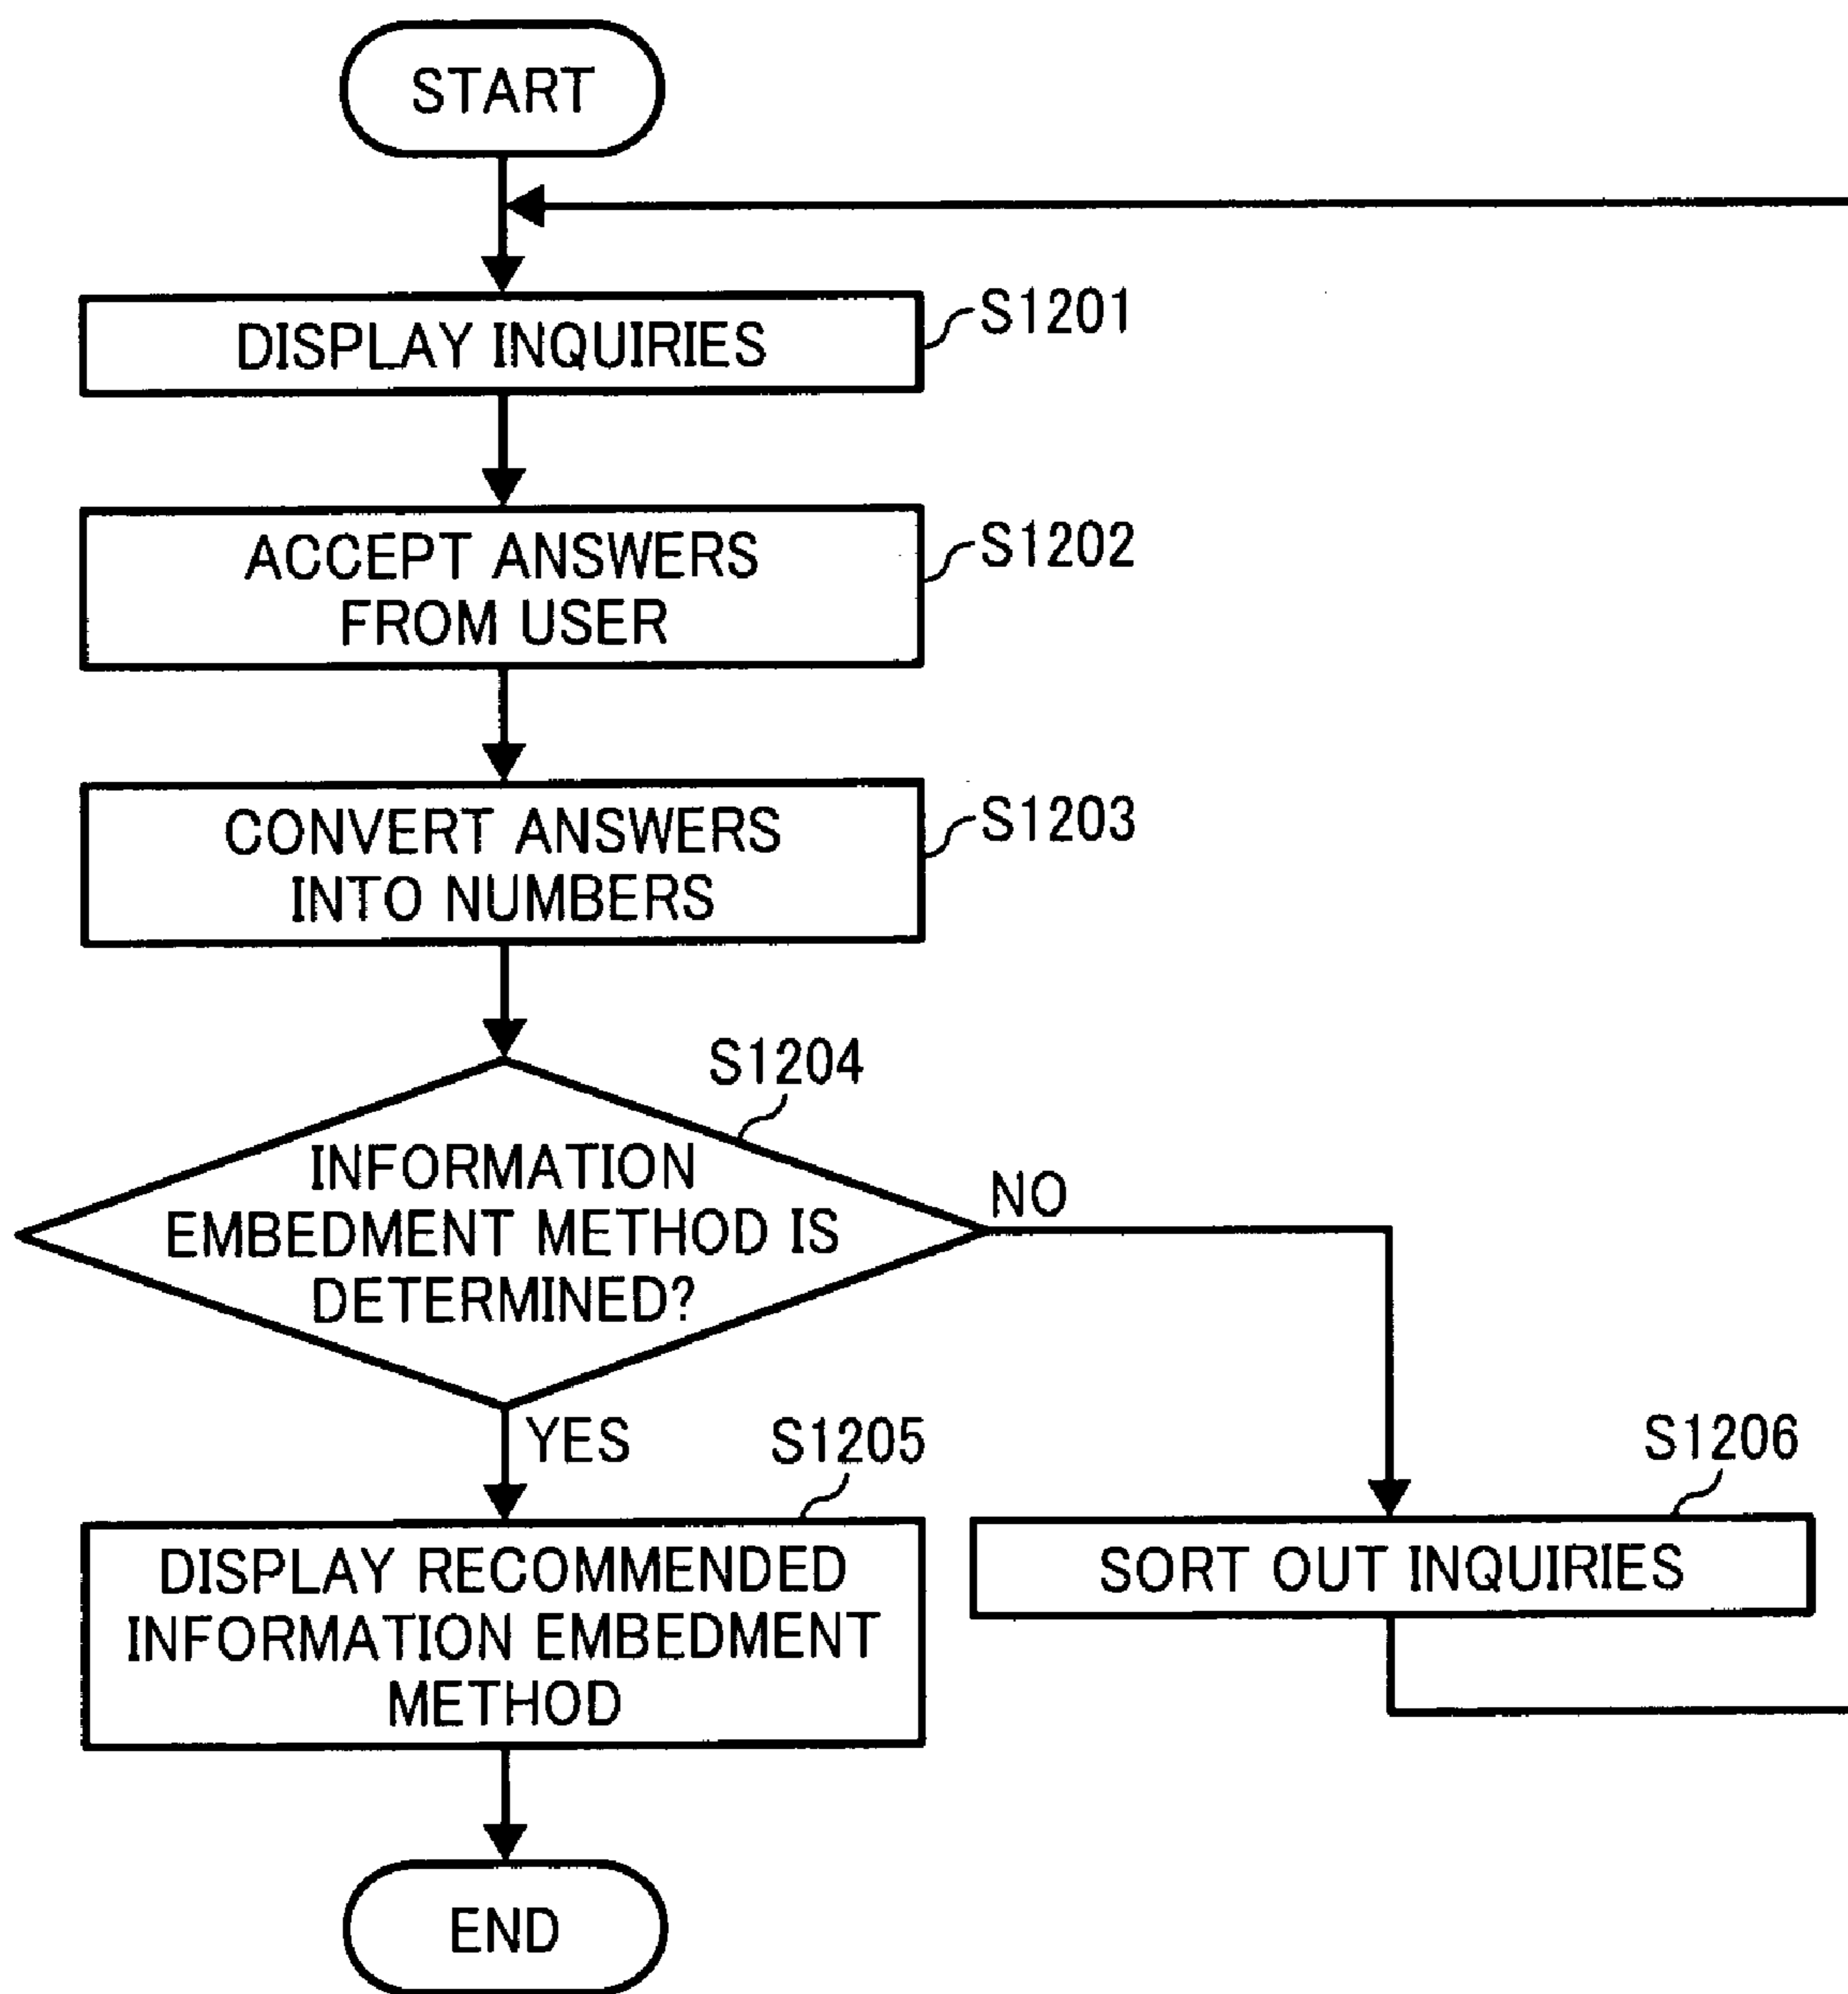 START
DISPLAY INQUIRIES
S1201
ACCEPT ANSWERS
FROM USER
S1202
CONVERT ANSWERS
INTO NUMBERS
S1203
S1204
INFORMATION
EMBEDMENT METHOD IS
DETERMINED?
NO
YES
S1205
DISPLAY RECOMMENDED
INFORMATION EMBEDMENT
METHOD
S1206
SORT OUT INQUIRIES
END